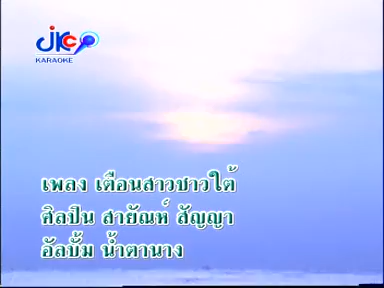 JKC
KARAOKE
เพลง เตือนสาวชาวใต้
ศิลปิน สายัณห์ สัญญา
อัลบั้ม น้ำตานาง